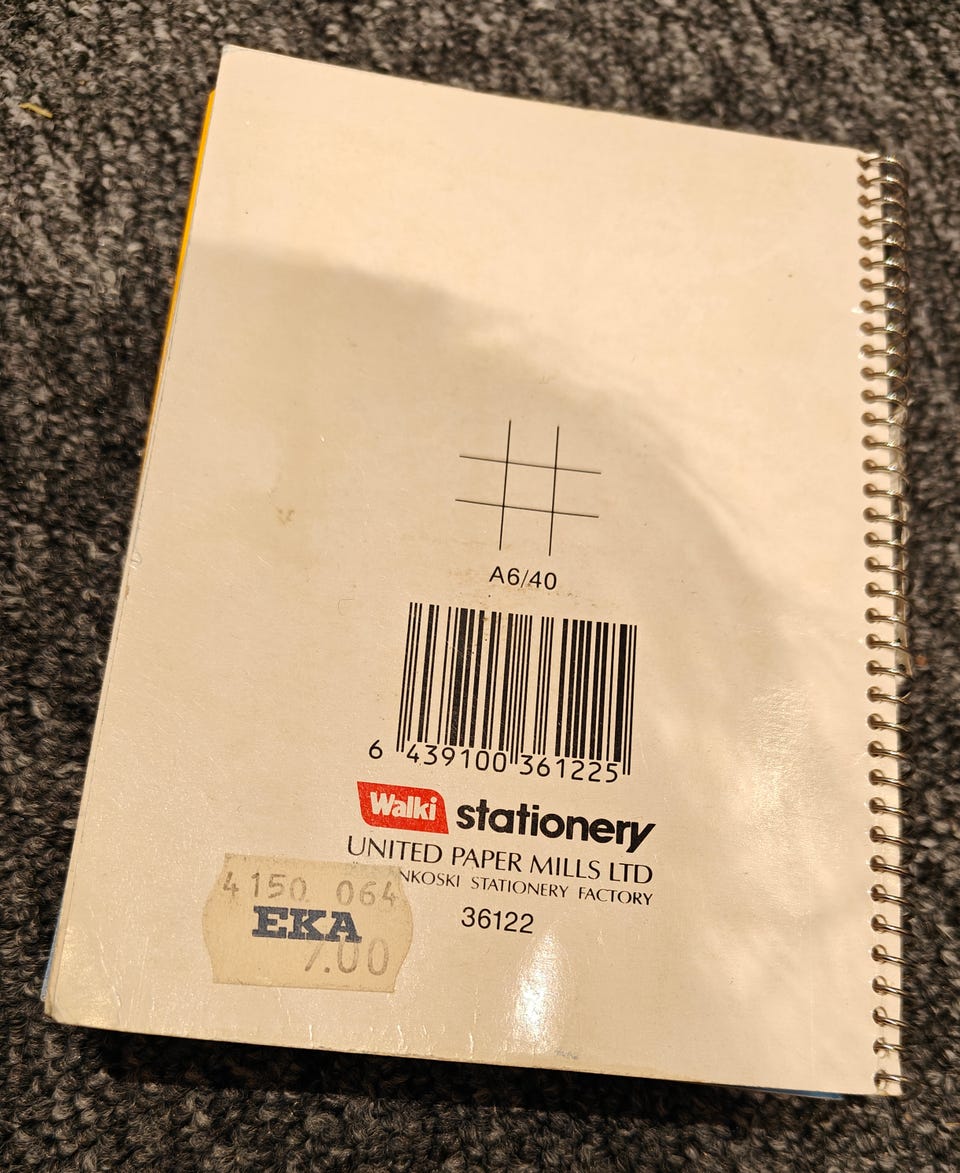 A6/40
6 439100 361225
Walki stationery
UNITED PAPER MILLS LTD
NKOSKI STATIONERY FACTORY
36122
4150 064
EKA
7.00